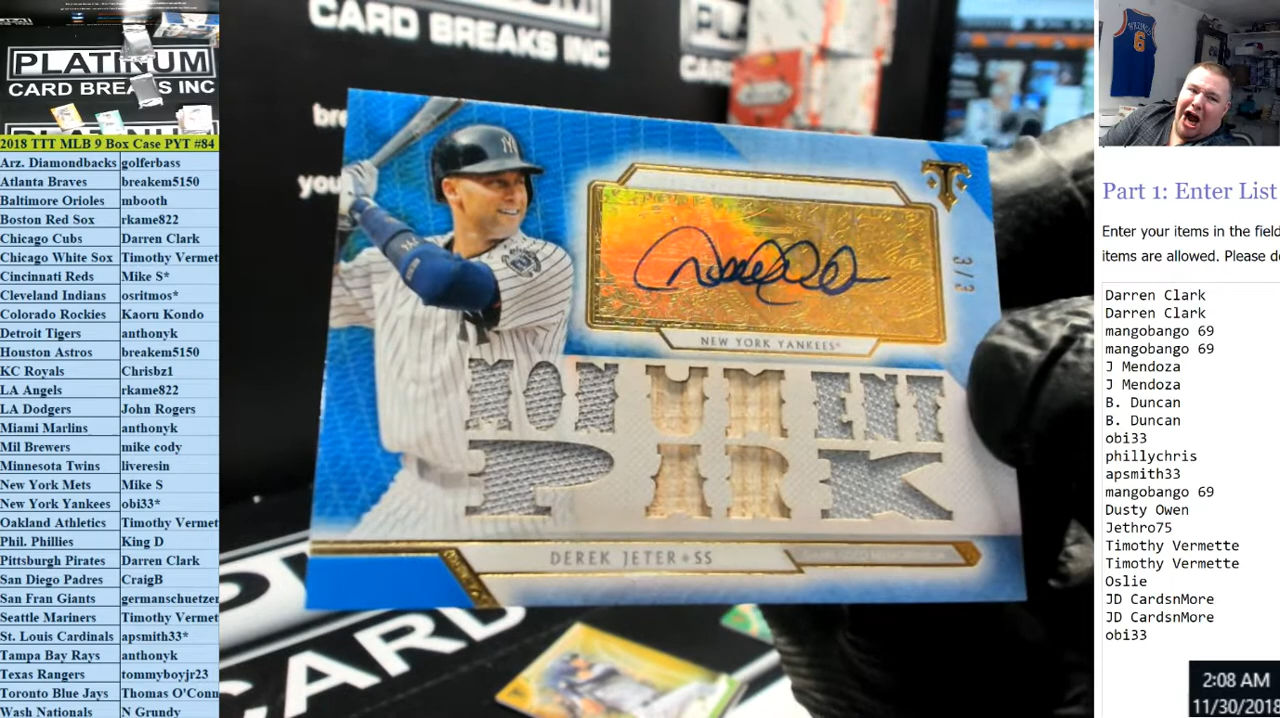 PLATINUM
CARD BREAKS INC
2018 TTT MLB 9 Box Case PYT #84
Arz. Diamondbacks golferbass
Atlanta Braves breakem5150
Baltimore Orioles mbooth
Boston Red Sox rkame822
Chicago Cubs Darren Clark
Chicago White Sox Timothy Vermet
Cincinnati Reds Mike S*
Cleveland Indians osritmos*
Colorado Rockies Kaoru Kondo
Detroit Tigers anthonyk
Houston Astros breakem5150
KC Royals Chrisbz1
LA Angels rkame822
LA Dodgers John Rogers
Miami Marlins anthonyk
Mil Brewers mike cody
Minnesota Twins liveresin
New York Mets Mike S
New York Yankees obi33*
Oakland Athletics Timothy Vermet
Phil. Phillies King D
Pittsburgh Pirates Darren Clark
San Diego Padres CraigB
San Fran Giants germanschuetzer
Seattle Mariners Timothy Vermet
St. Louis Cardinals apsmith33*
Tampa Bay Rays anthonyk
Texas Rangers tommyboyjr23
Toronto Blue Jays Thomas O'Conn
Wash Nationals N Grundy
CARD BREAKS INC
CAR
bre
you
NY
T
3/3
NEW YORK YANKEES
MONUMENT
PARK
DEREK JETER SS
CARD
6
Part 1: Enter List
Enter your items in the field
items are allowed. Please d
Darren Clark
Darren Clark
mangobango 69
mangobango 69
J Mendoza
J Mendoza
B. Duncan
B. Duncan
obi33
phillychris
apsmith33
mangobango 69
Dusty Owen
Jethro75
Timothy Vermette
Timothy Vermette
Oslie
JD CardsnMore
JD CardsnMore
obi33
2:08 AM
11/30/2018